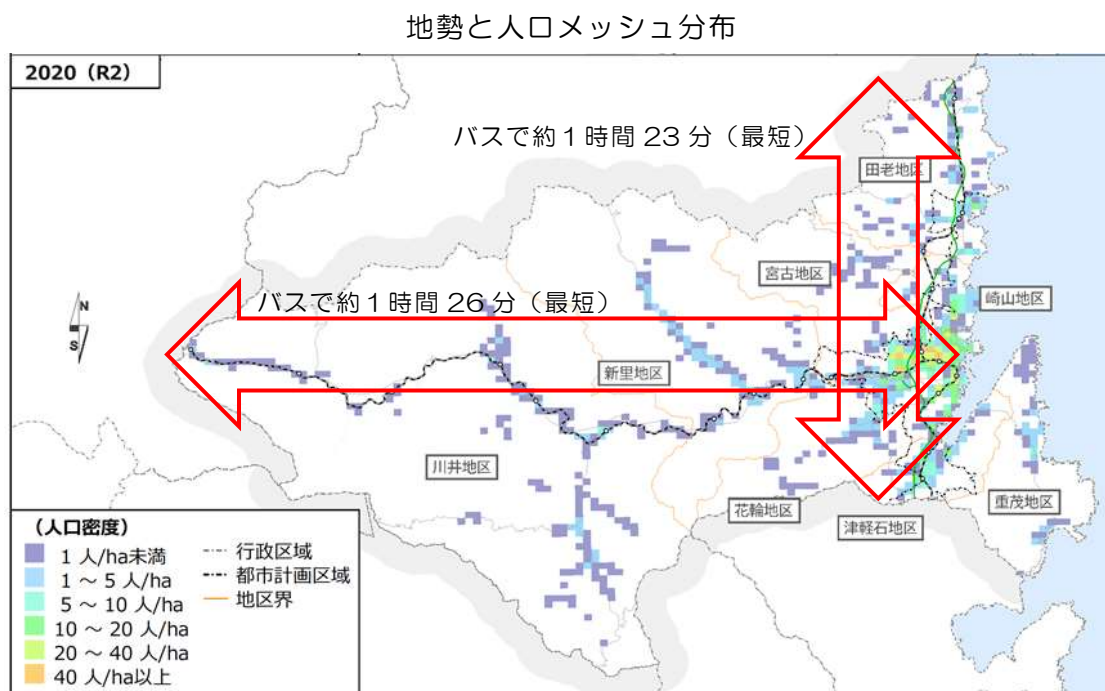 地勢と人口メッシュ分布
2020（R2）
バスで約１時間 23 分（最短）
田老地区
宮古地区
バスで約１時間 26 分（最短）
崎山地区
N
S
新里地区
川井地区
花輪地区
津軽石地区
重茂地区
（人口密度）
1 人/ha未満
1 ～ 5 人/ha
5 ～ 10 人/ha
10 ～ 20 人/ha
20 ～ 40 人/ha
40 人/ha以上
行政区域
都市計画区域
地区界